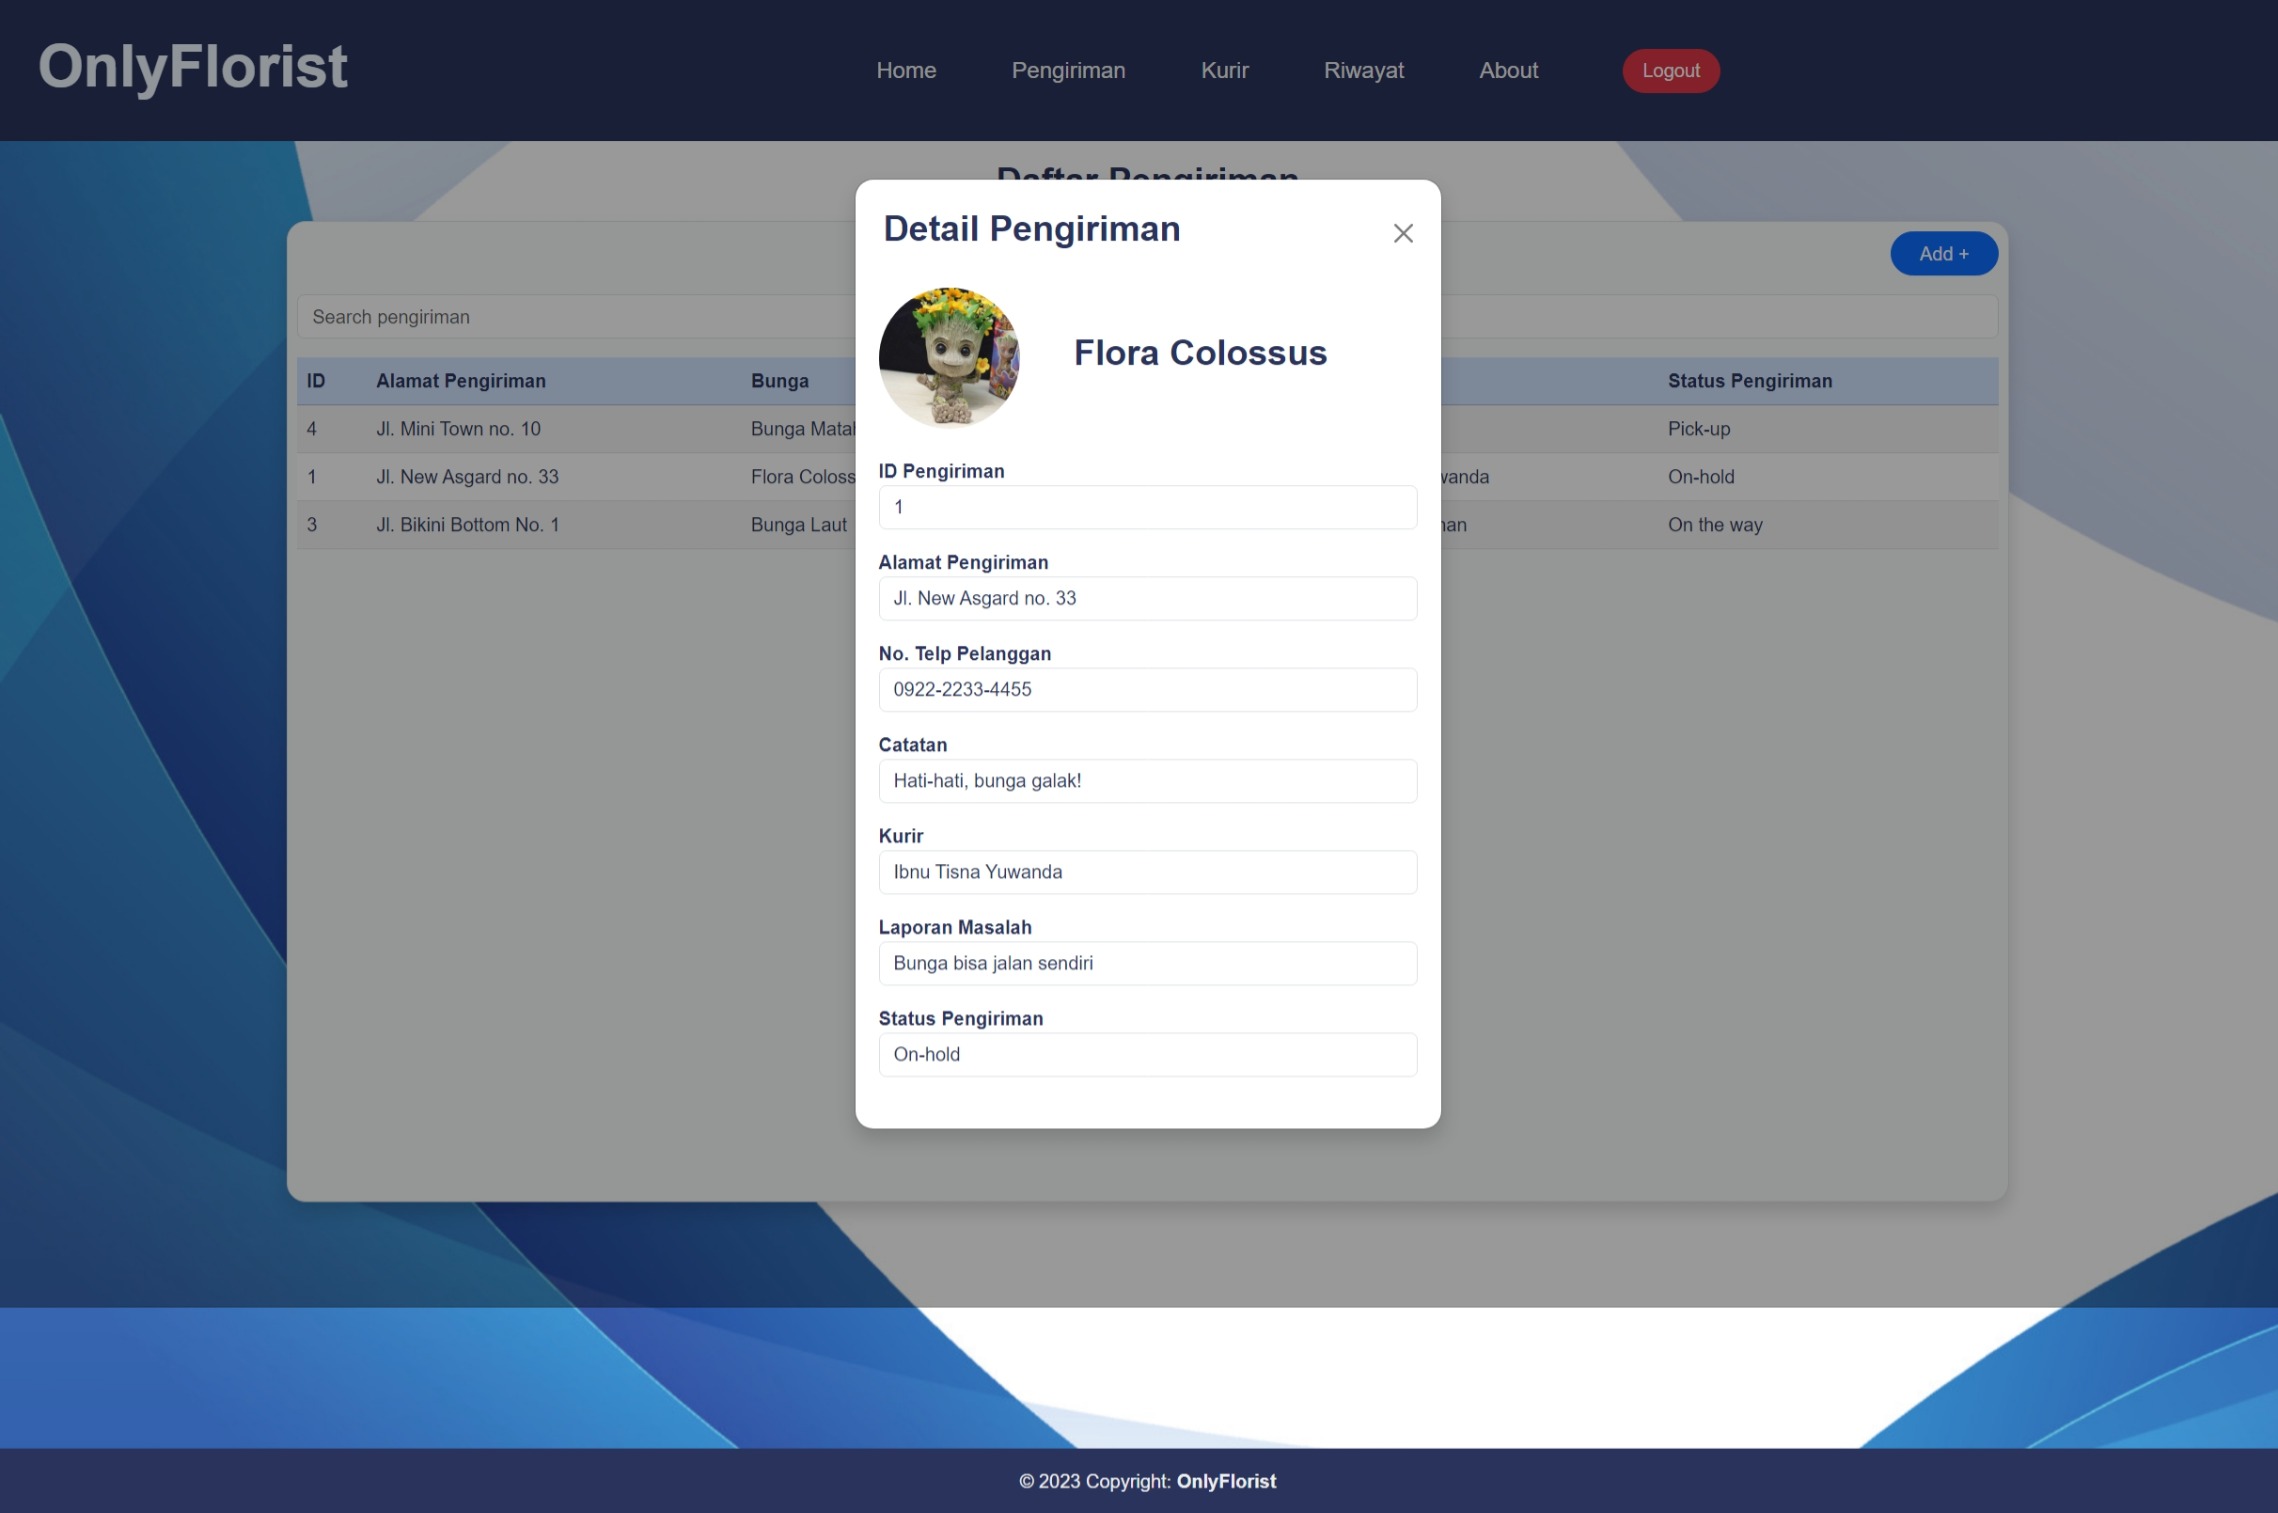 OnlyFlorist
Home Pengiriman Kurir Riwayat About Logout
Daftar Pengiriman
Add +
Search pengiriman
ID Alamat Pengiriman Bunga Status Pengiriman
4 Jl. Mini Town no. 10 Bunga Pick-up
1 Jl. New Asgard no. 33 Flora On-hold
3 Jl. Bikini Bottom No. 1 Bunga Laut On the way
Detail Pengiriman
Flora Colossus
ID Pengiriman
1
Alamat Pengiriman
Jl. New Asgard no. 33
No. Telp Pelanggan
0922-2233-4455
Catatan
Hati-hati, bunga galak!
Kurir
Ibnu Tisna Yuwanda
Laporan Masalah
Bunga bisa jalan sendiri
Status Pengiriman
On-hold
© 2023 Copyright: OnlyFlorist